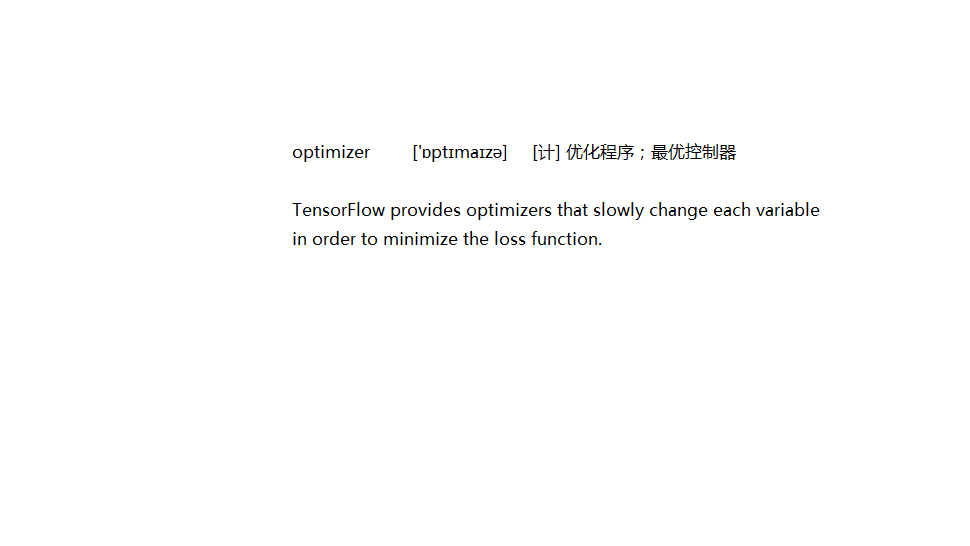 optimizer ['ɒptɪmaɪzə] [计] 优化程序；最优控制器
TensorFlow provides optimizers that slowly change each variable
in order to minimize the loss function.